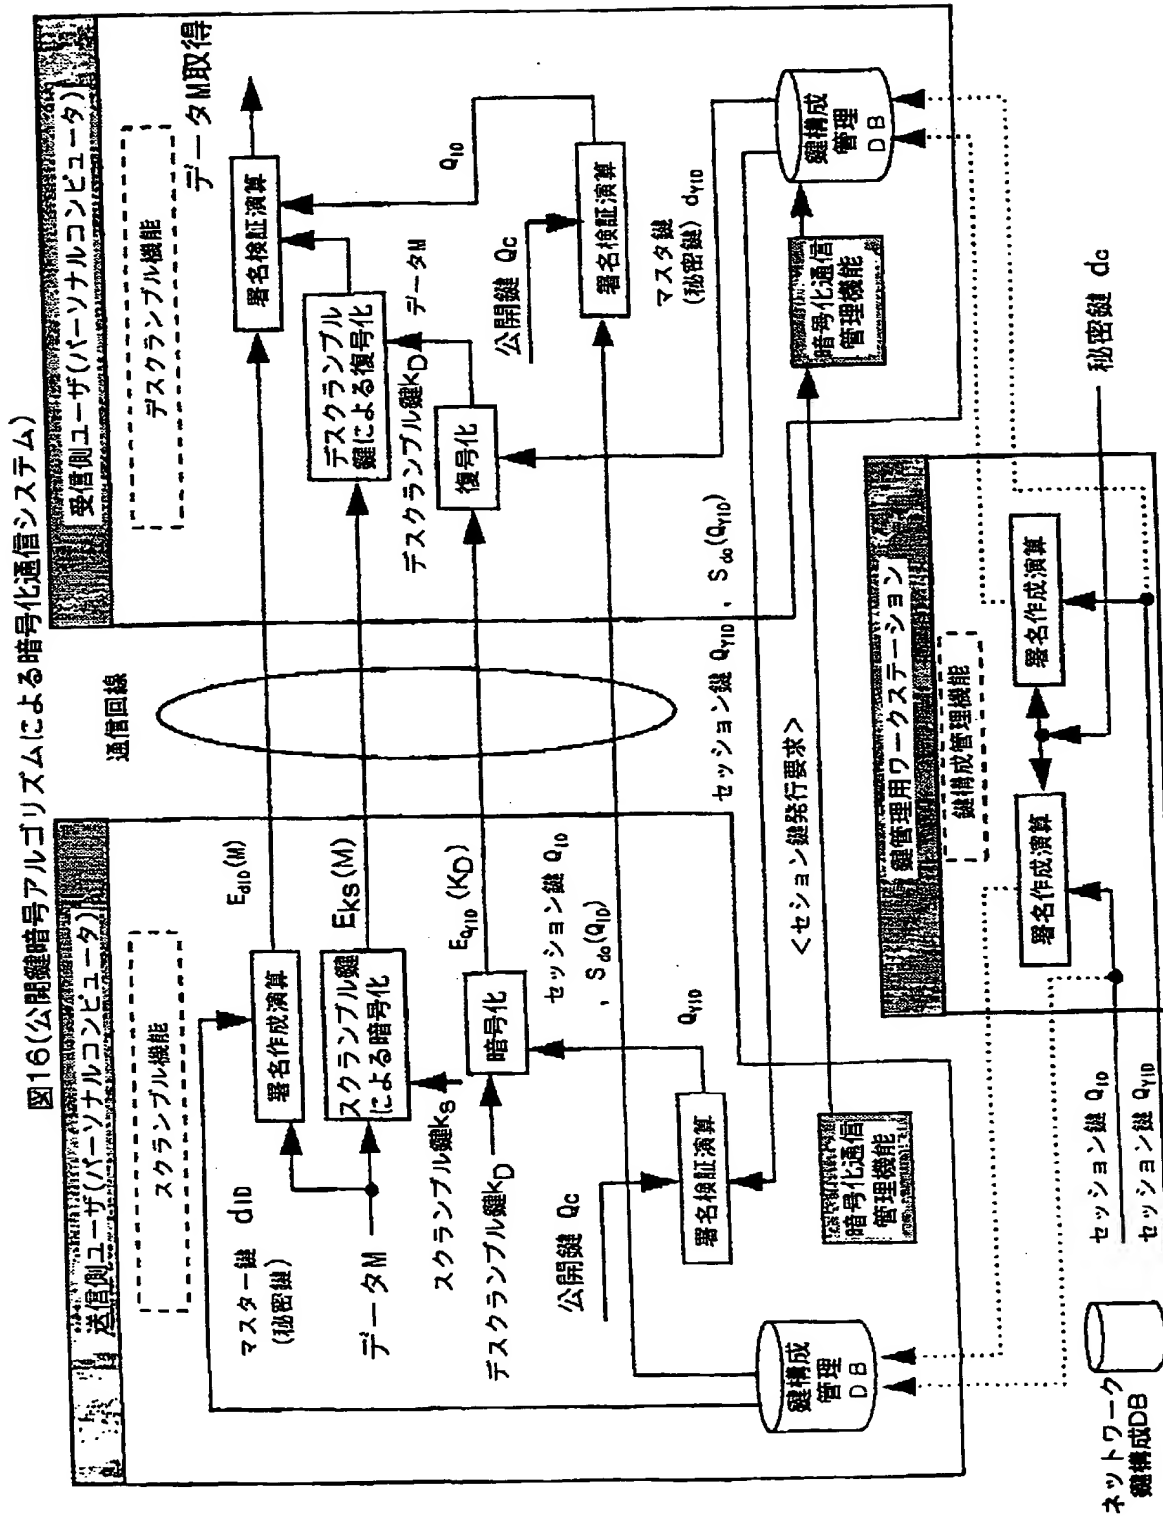 図16(公開鍵暗号アルゴリズムによる暗号化通信システム)
送信側ユーザ(パーソナルコンピュータ)
スクランブル機能
マスター鍵 dID
(秘密鍵)
署名作成演算
EdID(M)
データM
スクランブル鍵
による暗号化
Eks(M)
スクランブル鍵ks
デスクランブル鍵KD
暗号化
EQYID(KD)
セッション鍵 QID
, Sdo(QID)
QYID
公開鍵 Qc
署名検証演算
鍵構成
管理
DB
暗号化通信
管理機能
通信回線
セッション鍵 QYID , Sdo(QYID)
<セション鍵発行要求>
受信側ユーザ(パーソナルコンピュータ)
デスクランブル機能
データM取得
署名検証演算
QID
デスクランブル
鍵による復号化
データM
デスクランブル鍵KD
復号化
公開鍵 Qc
署名検証演算
マスタ鍵
(秘密鍵) dYID
暗号化通信
管理機能
鍵構成
管理
DB
鍵管理用ワークステーション
鍵構成管理機能
署名作成演算
署名作成演算
秘密鍵 dc
セッション鍵 QID
セッション鍵 QYID
ネットワーク
鍵構成DB